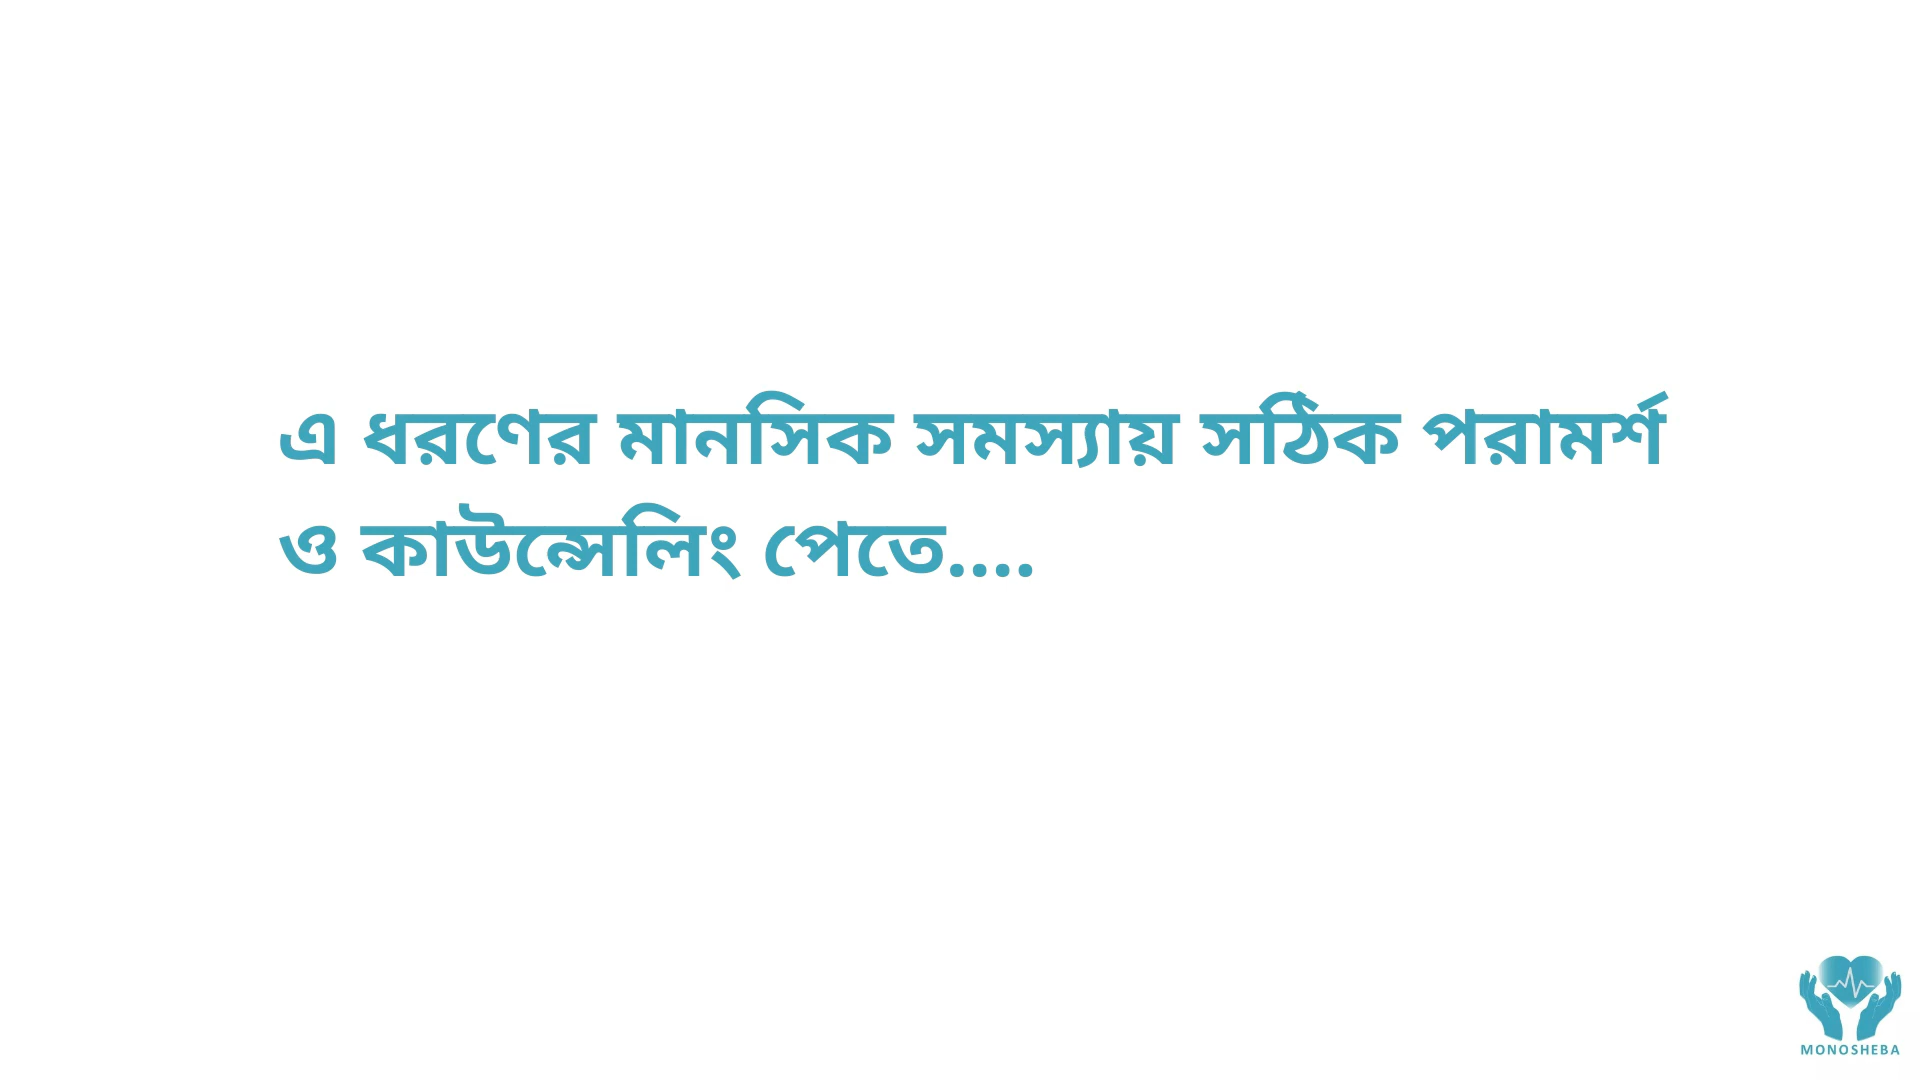 এ ধরণের মানসিক সমস্যায় সঠিক পরামর্শ
ও কাউন্সেলিং পেতে....
MONOSHEBA